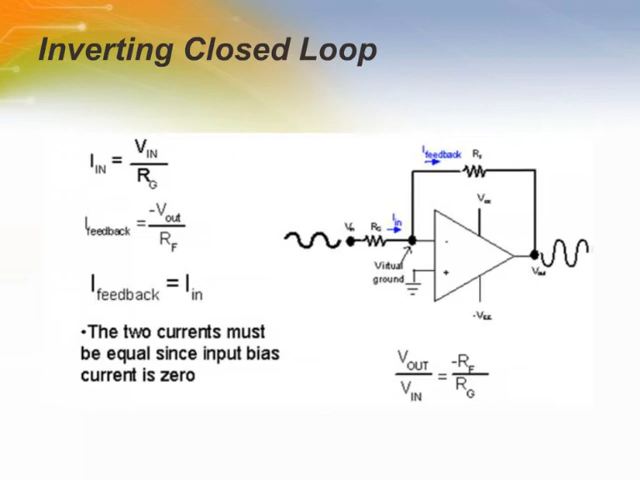 Inverting Closed Loop
I_IN = V_IN / R_G
I_feedback = -V_out / R_F
I_feedback = I_in
•The two currents must
be equal since input bias
current is zero
I_feedback R_F
V_in R_G I_in
-
Virtual
ground
+
V_out
-V_EE
V_OUT / V_IN = -R_F / R_G